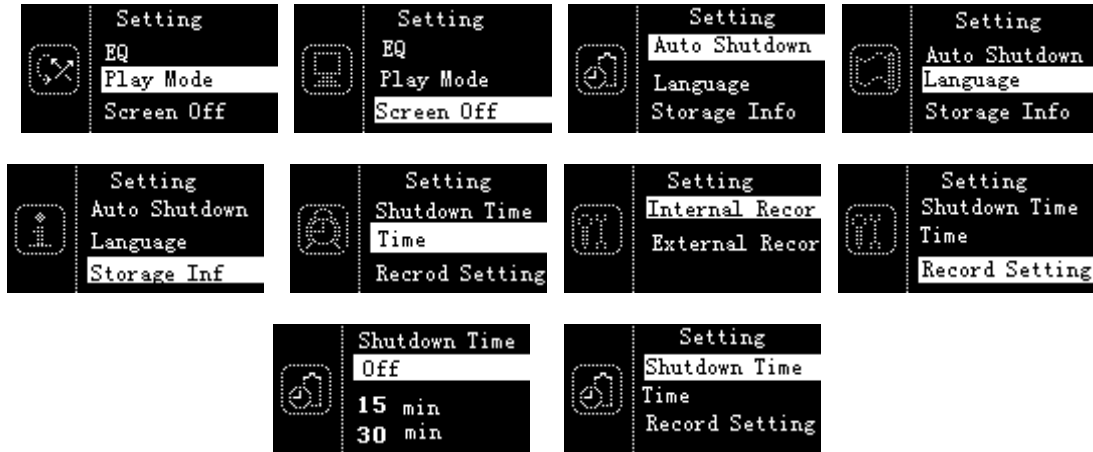 Setting
EQ
Play Mode
Screen Off
Setting
EQ
Play Mode
Screen Off
Setting
Auto Shutdown
Language
Storage Info
Setting
Auto Shutdown
Language
Storage Info
Setting
Auto Shutdown
Language
Storage Inf
Setting
Shutdown Time
Time
Recrod Setting
Setting
Internal Recor
External Recor
Setting
Shutdown Time
Time
Record Setting
Shutdown Time
Off
15 min
30 min
Setting
Shutdown Time
Time
Record Setting